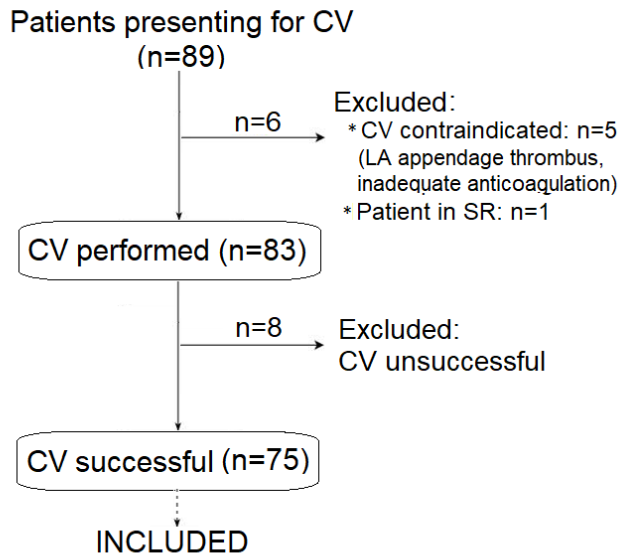 Patients presenting for CV
(n=89)
n=6
Excluded:
* CV contraindicated: n=5
(LA appendage thrombus,
inadequate anticoagulation)
* Patient in SR: n=1
CV performed (n=83)
n=8
Excluded:
CV unsuccessful
CV successful (n=75)
INCLUDED